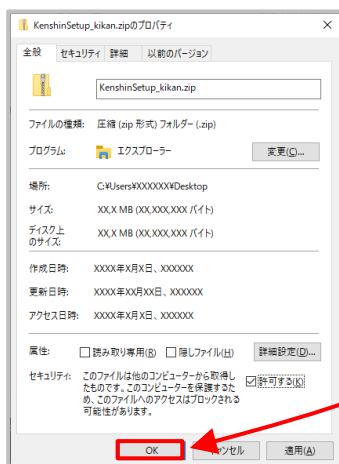 KenshinSetup_kikan.zipのプロパティ
全般 セキュリティ 詳細 以前のバージョン
KenshinSetup_kikan.zip
ファイルの種類: 圧縮 (zip 形式) フォルダー (.zip)
プログラム: エクスプローラー 変更(C)...
場所: C:¥Users¥XXXXXX¥Desktop
サイズ: XX,X MB (XX,XXX,XXX バイト)
ディスク上
のサイズ: XX,X MB (XX,XXX,XXX バイト)
作成日時: XXXX年X月X日、XXXXXX
更新日時: XXXX年XX月XX日、XXXXXX
アクセス日時: XXXX年X月X日、XXXXXX
属性: 読み取り専用(R) 隠しファイル(H) 詳細設定(D)...
セキュリティ: このファイルは他のコンピューターから取得し
たものです。このコンピューターを保護するた
め、このファイルへのアクセスはブロックされる
可能性があります。
許可する(K)
OK ャンセル 適用(A)